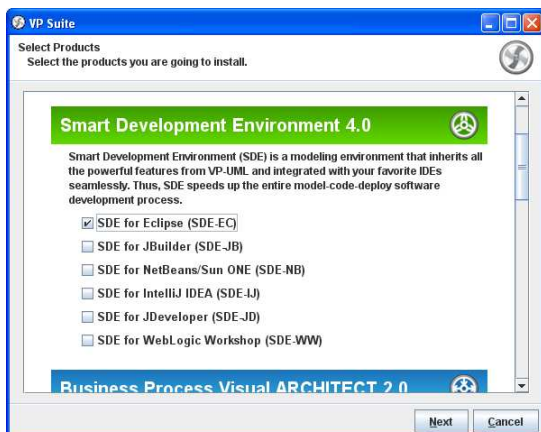 VP Suite
Select Products
Select the products you are going to install.
Smart Development Environment 4.0
Smart Development Environment (SDE) is a modeling environment that inherits all
the powerful features from VP-UML and integrated with your favorite IDEs
seamlessly. Thus, SDE speeds up the entire model-code-deploy software
development process.
SDE for Eclipse (SDE-EC)
SDE for JBuilder (SDE-JB)
SDE for NetBeans/Sun ONE (SDE-NB)
SDE for IntelliJ IDEA (SDE-IJ)
SDE for JDeveloper (SDE-JD)
SDE for WebLogic Workshop (SDE-WW)
Business Process Visual ARCHITECT 2.0
Next Cancel